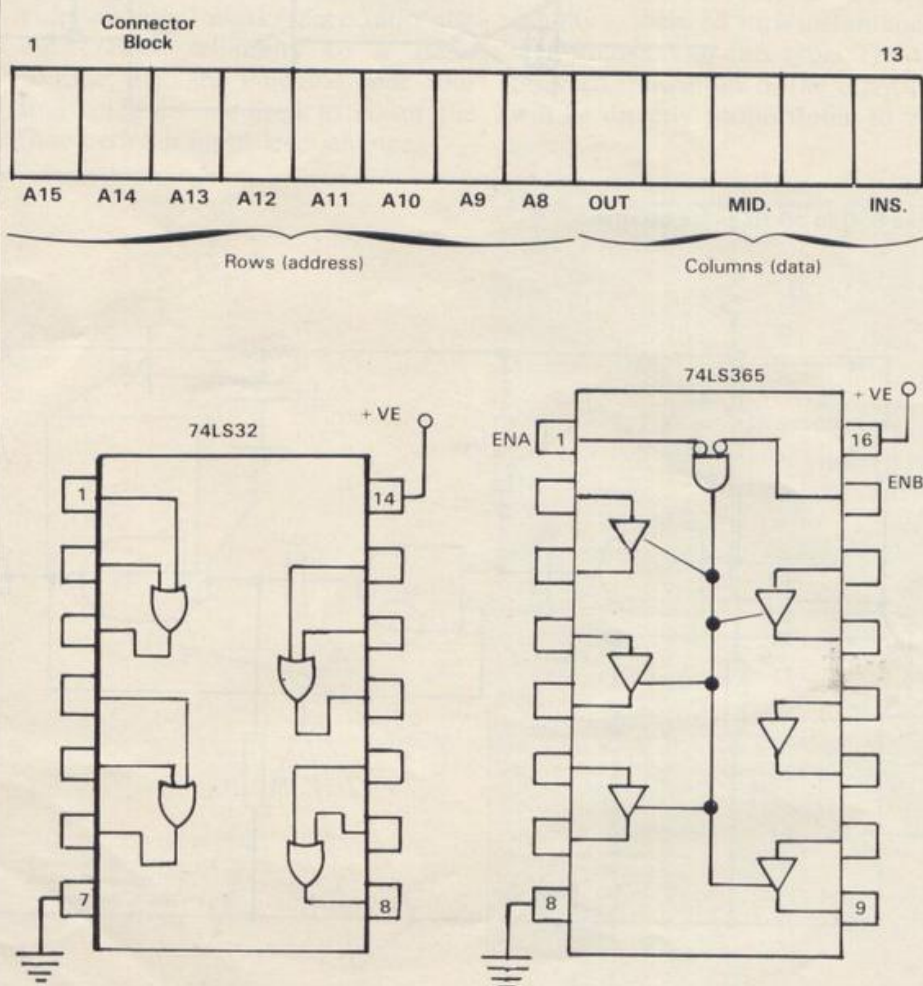 Connector
Block
1 13
A15 A14 A13 A12 A11 A10 A9 A8 OUT MID. INS.
Rows (address) Columns (data)
74LS32
+ VE
1
14
7
8
74LS365
+ VE
ENA 1
16
ENB
8
9